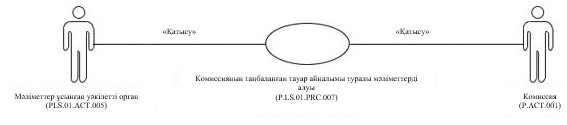 «Қатысу»
«Қатысу»
Комиссияның таңбаланған тауар айналымы туралы мәліметтерді
алуы
(P.LS.01.PRC.007)
Мәліметтер ұсынған уәкілетті орган
(PLS.01.ACT.005)
Комиссия
(P.ACT.001)